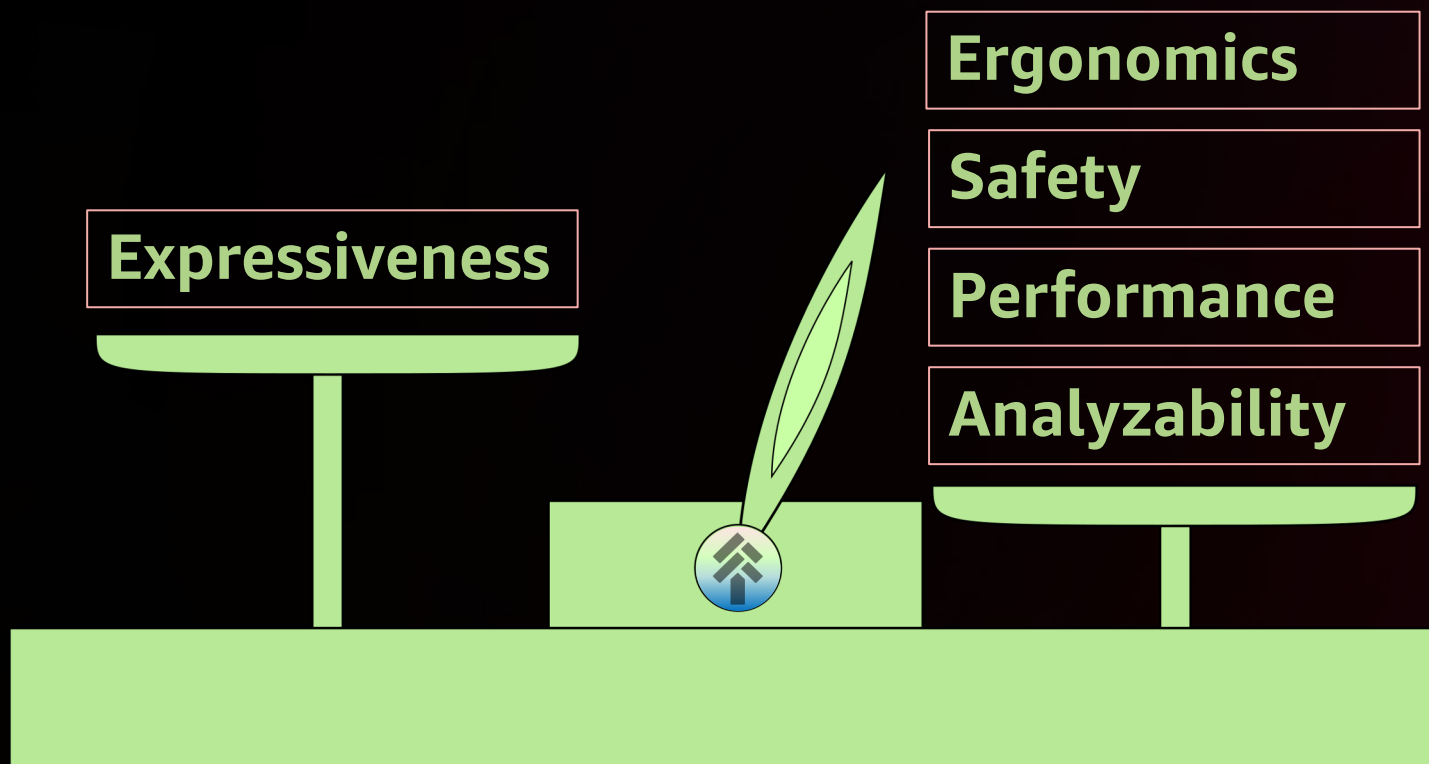 Expressiveness
Ergonomics
Safety
Performance
Analyzability